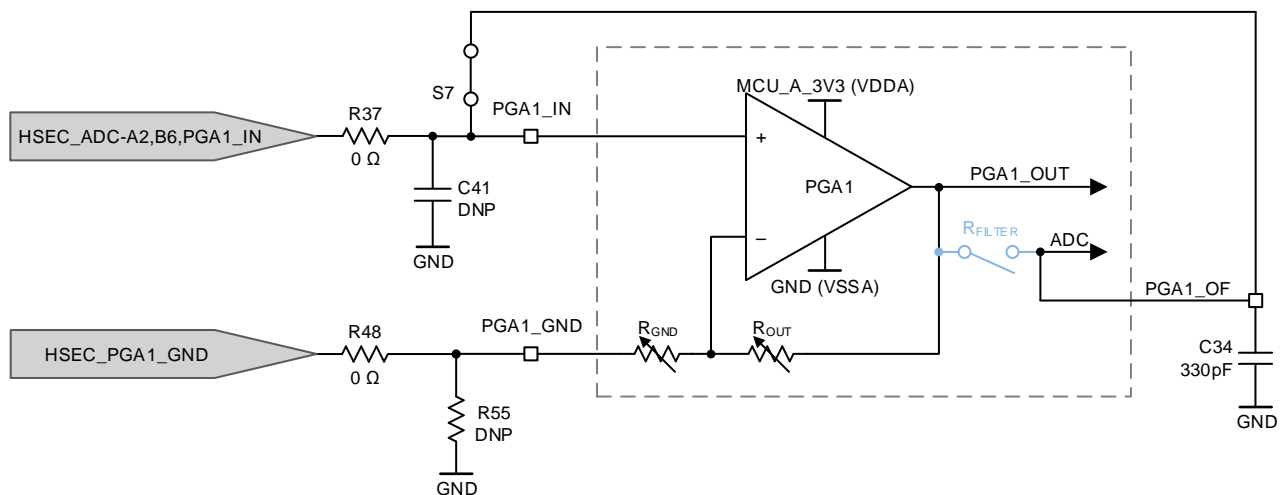 MCU_A_3V3 (VDDA)
S7
PGA1_IN
R37
HSEC_ADC-A2,B6,PGA1_IN
+
0 Ω
PGA1_OUT
C41
DNP
PGA1
RFILTER
ADC
–
GND
GND (VSSA)
PGA1_OF
PGA1_GND
RGND
ROUT
R48
HSEC_PGA1_GND
0 Ω
C34
330pF
R55
DNP
GND
GND